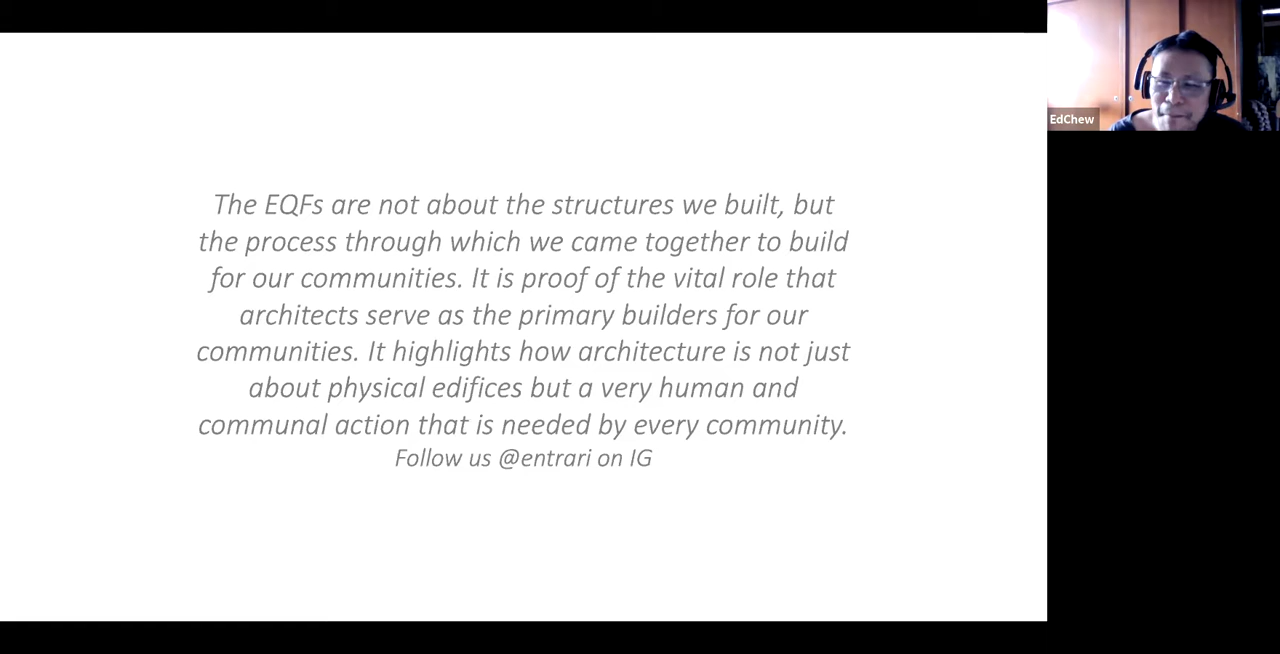 The EQFs are not about the structures we built, but
the process through which we came together to build
for our communities. It is proof of the vital role that
architects serve as the primary builders for our
communities. It highlights how architecture is not just
about physical edifices but a very human and
communal action that is needed by every community.
Follow us @entrari on IG
EdChew